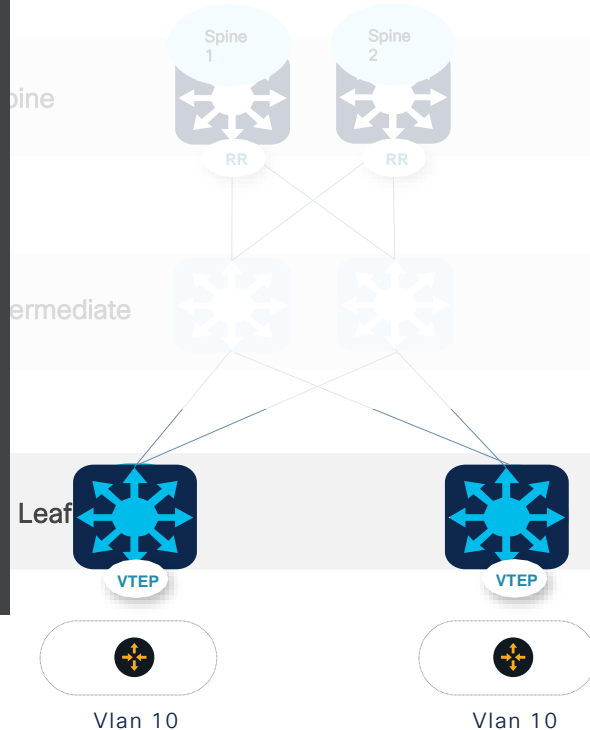 Spine
1
Spine
2
pine
RR
RR
ermediate
Leaf
VTEP
VTEP
Vlan 10
Vlan 10